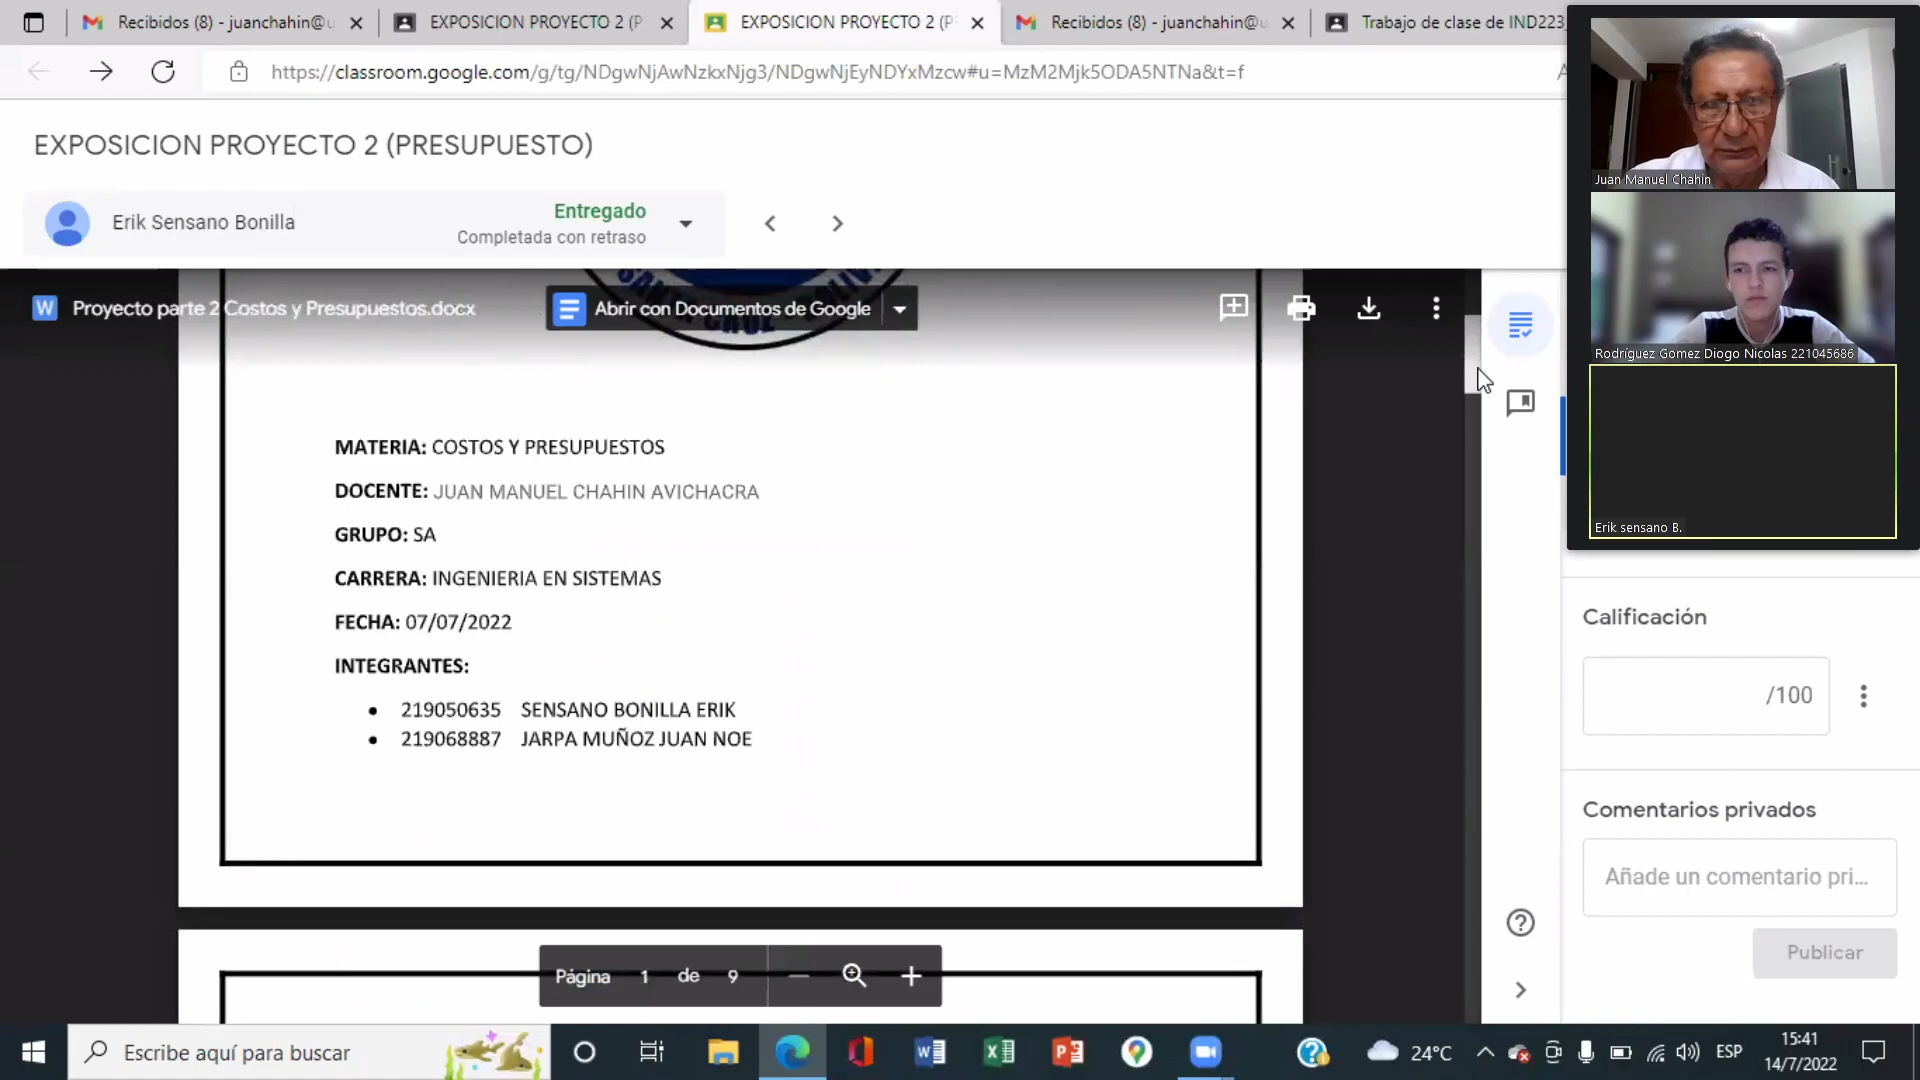 Recibidos (8) - juanchahin@u
EXPOSICION PROYECTO 2 (P
EXPOSICION PROYECTO 2 (P
Recibidos (8) - juanchahin@u
Trabajo de clase de IND223
https://classroom.google.com/g/tg/NDgwNjAwNzkxNjg3/NDgwNjEyNDYxMzcw#u=MzM2Mjk5ODA5NTNa&t=f
EXPOSICION PROYECTO 2 (PRESUPUESTO)
Erik Sensano Bonilla
Entregado
Completada con retraso
Proyecto parte 2 Costos y Presupuestos.docx
Abrir con Documentos de Google
MATERIA: COSTOS Y PRESUPUESTOS
DOCENTE: JUAN MANUEL CHAHIN AVICHACRA
GRUPO: SA
CARRERA: INGENIERIA EN SISTEMAS
FECHA: 07/07/2022
INTEGRANTES:
• 219050635 SENSANO BONILLA ERIK
• 219068887 JARPA MUÑOZ JUAN NOE
Página 1 de 9
Juan Manuel Chahin
Rodríguez Gomez Diogo Nicolas 221045686
Erik sensano B.
Calificación
/100
Comentarios privados
Añade un comentario pri...
Publicar
Escribe aquí para buscar
24°C
ESP
15:41
14/7/2022